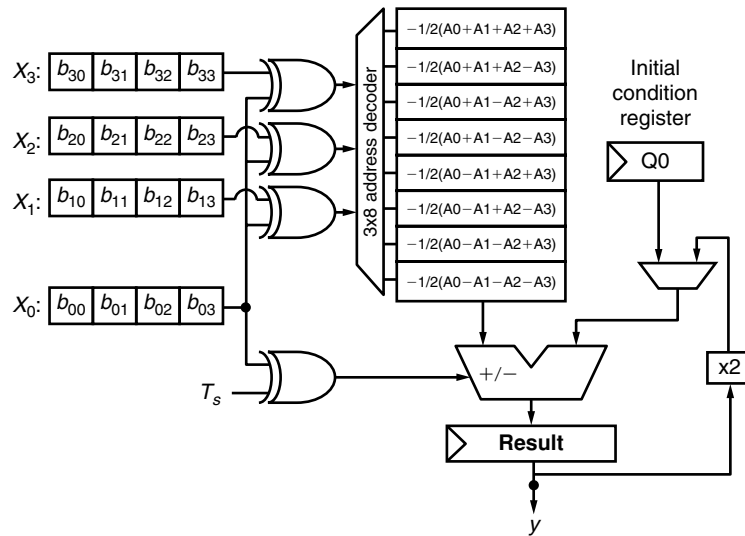 X3: b30 b31 b32 b33
X2: b20 b21 b22 b23
X1: b10 b11 b12 b13
X0: b00 b01 b02 b03
Ts
3x8 address decoder
−1/2(A0+A1+A2+A3)
−1/2(A0+A1+A2−A3)
−1/2(A0+A1−A2+A3)
−1/2(A0+A1−A2−A3)
−1/2(A0−A1+A2+A3)
−1/2(A0−A1+A2−A3)
−1/2(A0−A1−A2+A3)
−1/2(A0−A1−A2−A3)
Initial
condition
register
Q0
+/−
x2
Result
y